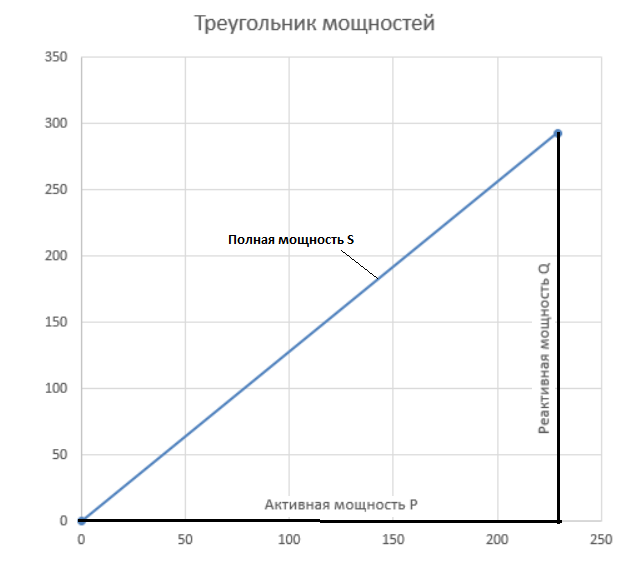 Треугольник мощностей
350
300
250
200
150
100
50
0
Полная мощность S
Реактивная мощность Q
Активная мощность P
0 50 100 150 200 250